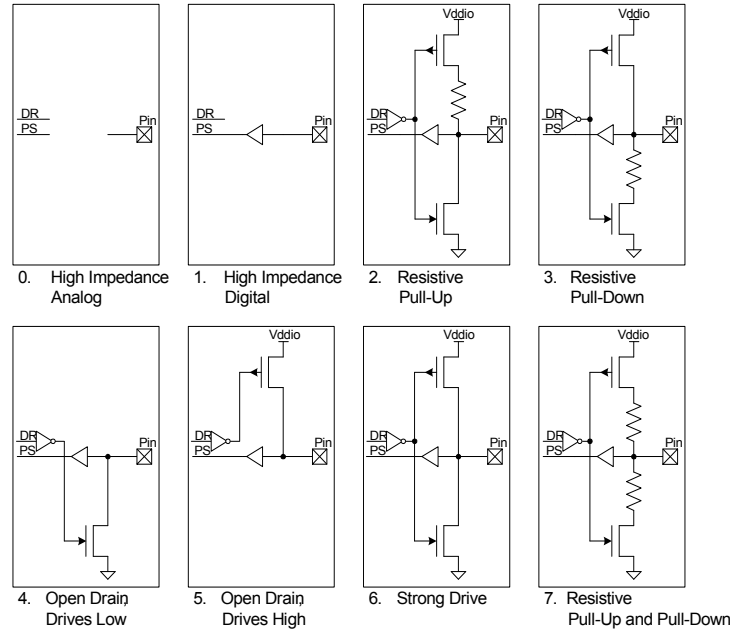 Vddio
Vddio
DR
PS
Pin
DR
PS
Pin
DR
PS
Pin
DR
PS
Pin
0. High Impedance
Analog
1. High Impedance
Digital
2. Resistive
Pull-Up
3. Resistive
Pull-Down
Vddio
Vddio
Vddio
DR
PS
Pin
DR
PS
Pin
DR
PS
Pin
DR
PS
Pin
4. Open Drain,
Drives Low
5. Open Drain,
Drives High
6. Strong Drive
7. Resistive
Pull-Up and Pull-Down